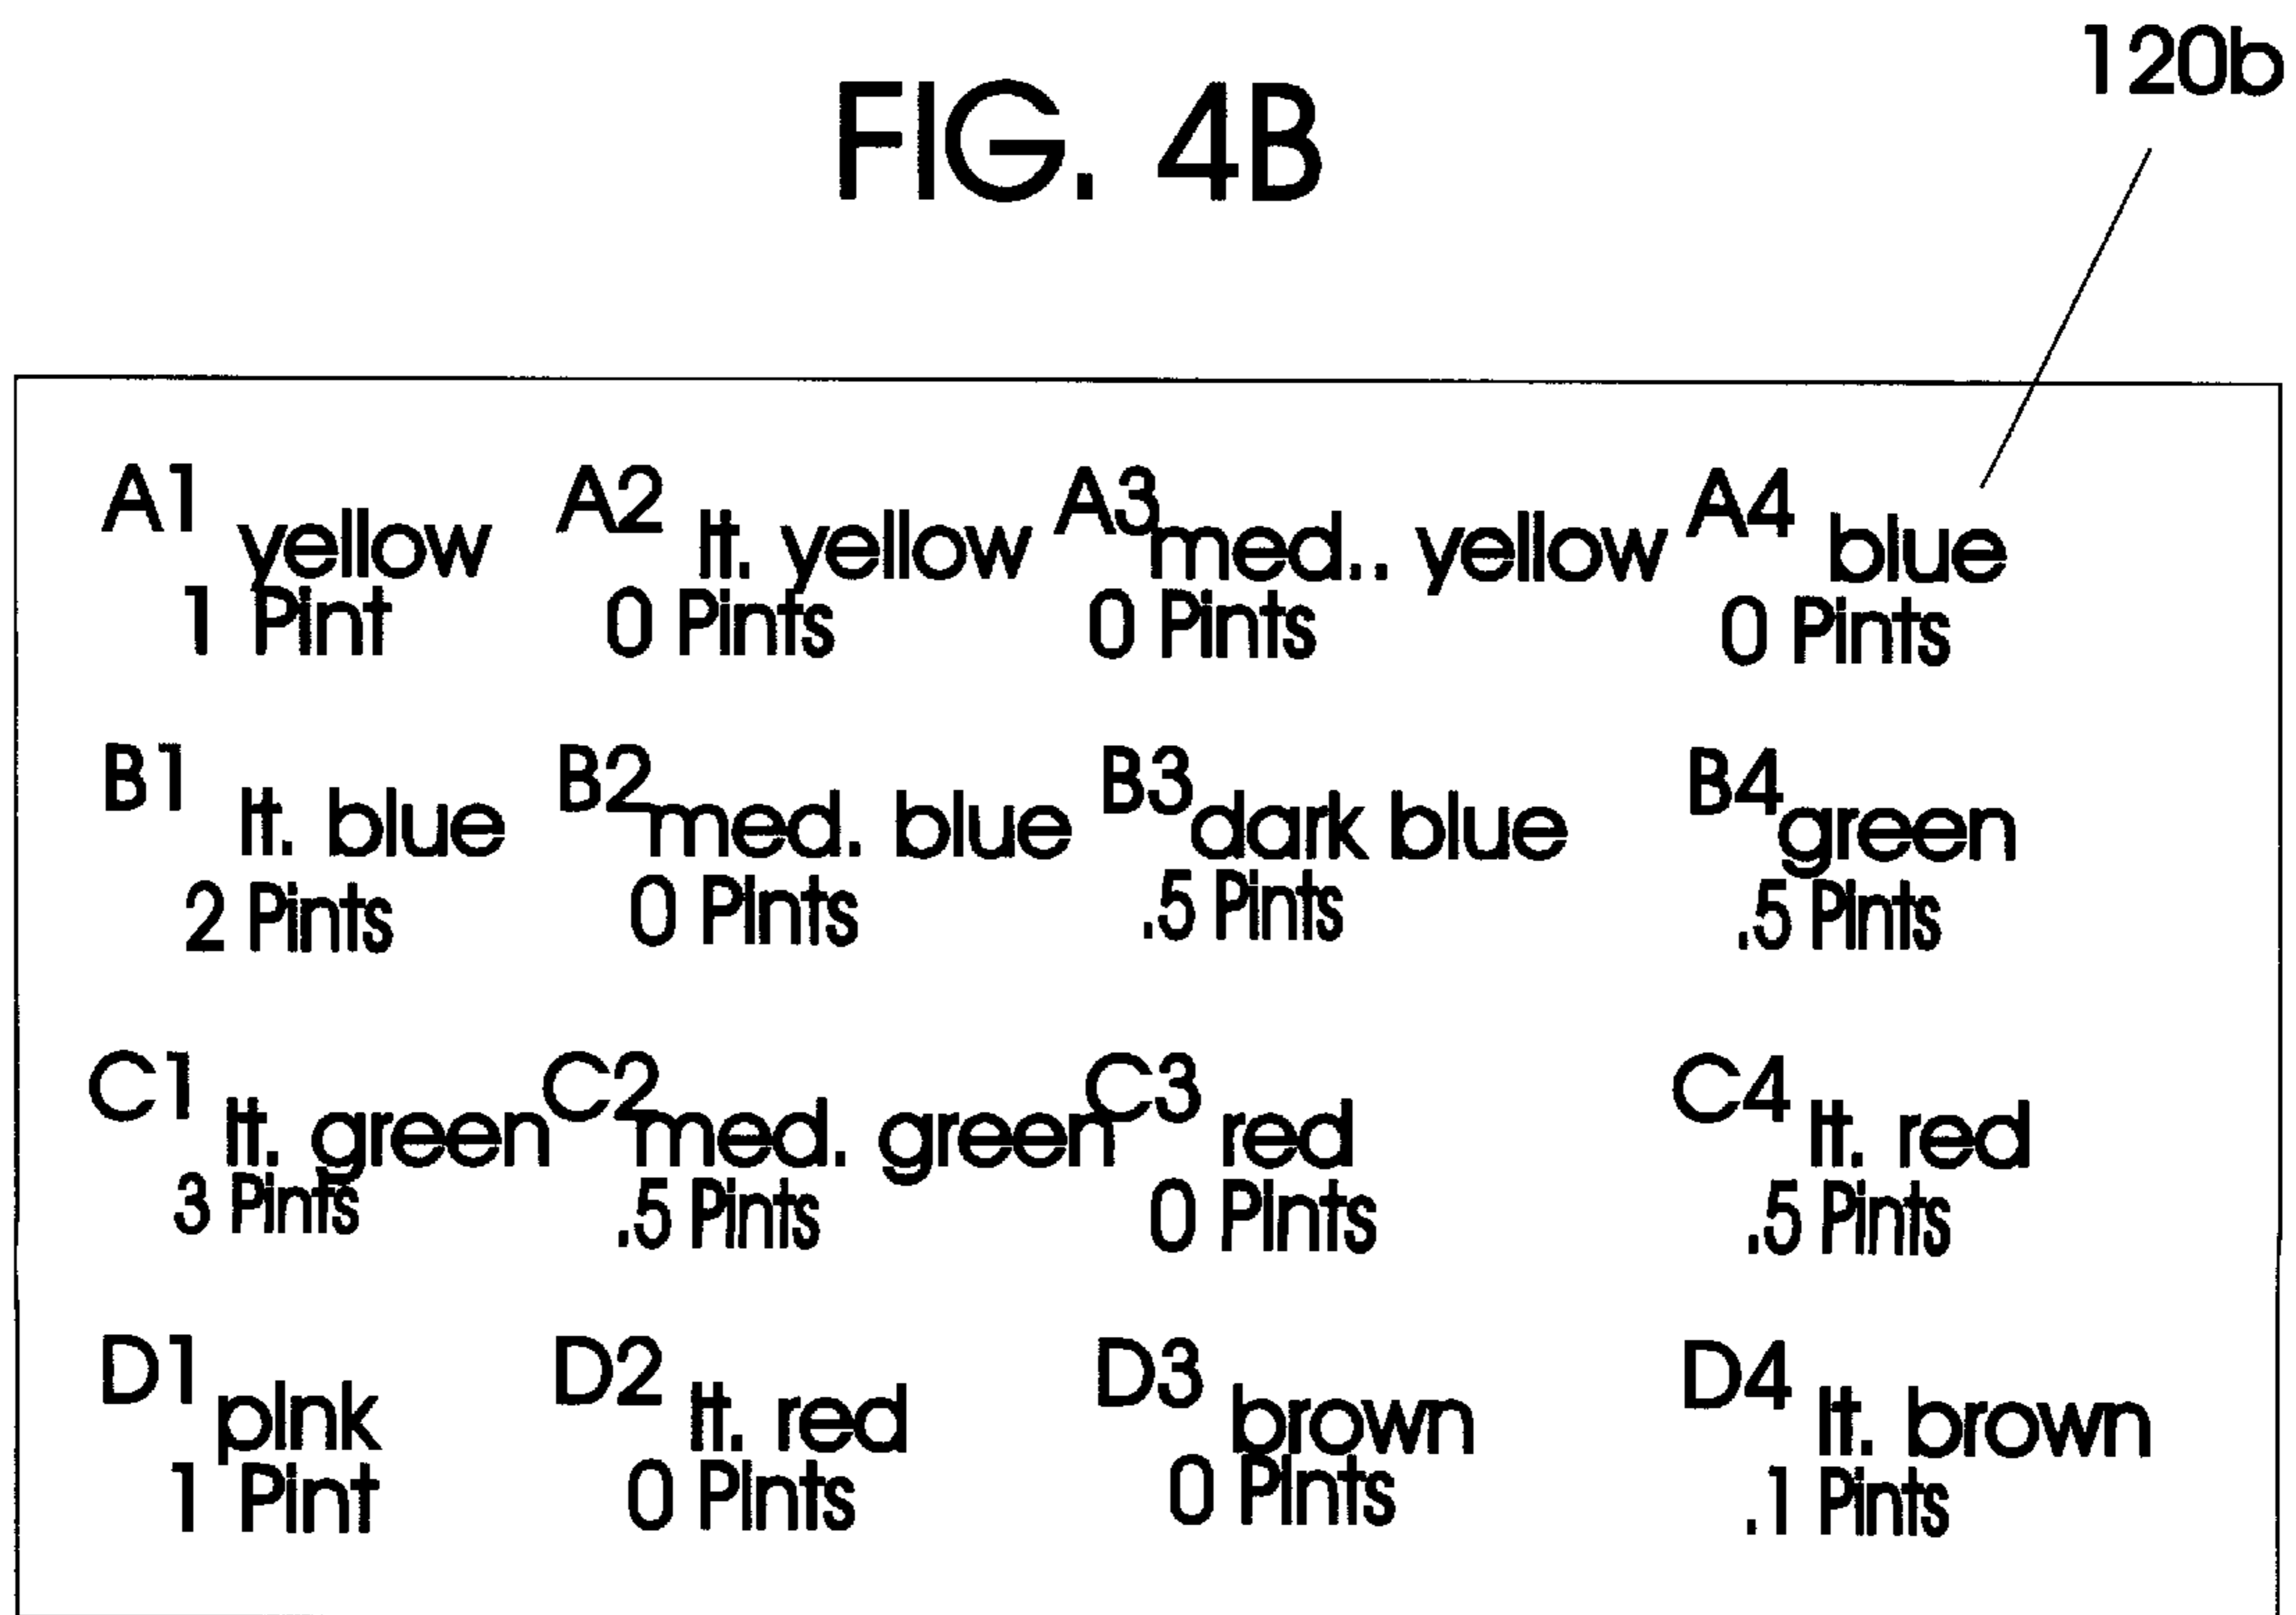 120b
FIG. 4B
A1 yellow A2 lt. yellow A3 med.. yellow A4 blue
1 Pint 0 Pints 0 Pints 0 Pints
B1 lt. blue B2 med. blue B3 dark blue B4 green
2 Pints 0 Pints .5 Pints .5 Pints
C1 lt. green C2 med. green C3 red C4 lt. red
3 Pints .5 Pints 0 Pints .5 Pints
D1 pink D2 lt. red D3 brown D4 lt. brown
1 Pint 0 Pints 0 Pints .1 Pints